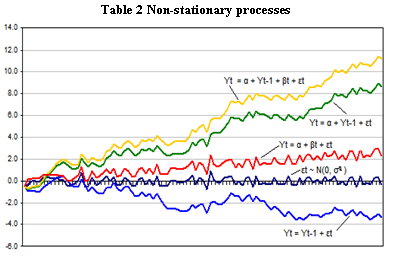 Table 2 Non-stationary processes
14.0
12.0
10.0
8.0
6.0
4.0
2.0
0.0
-2.0
-4.0
-6.0
Yt = α + Yt-1 + βt + εt
Yt = α + Yt-1 + εt
Yt = α + βt + εt
εt ~ N(0, σ² )
Yt = Yt-1 + εt